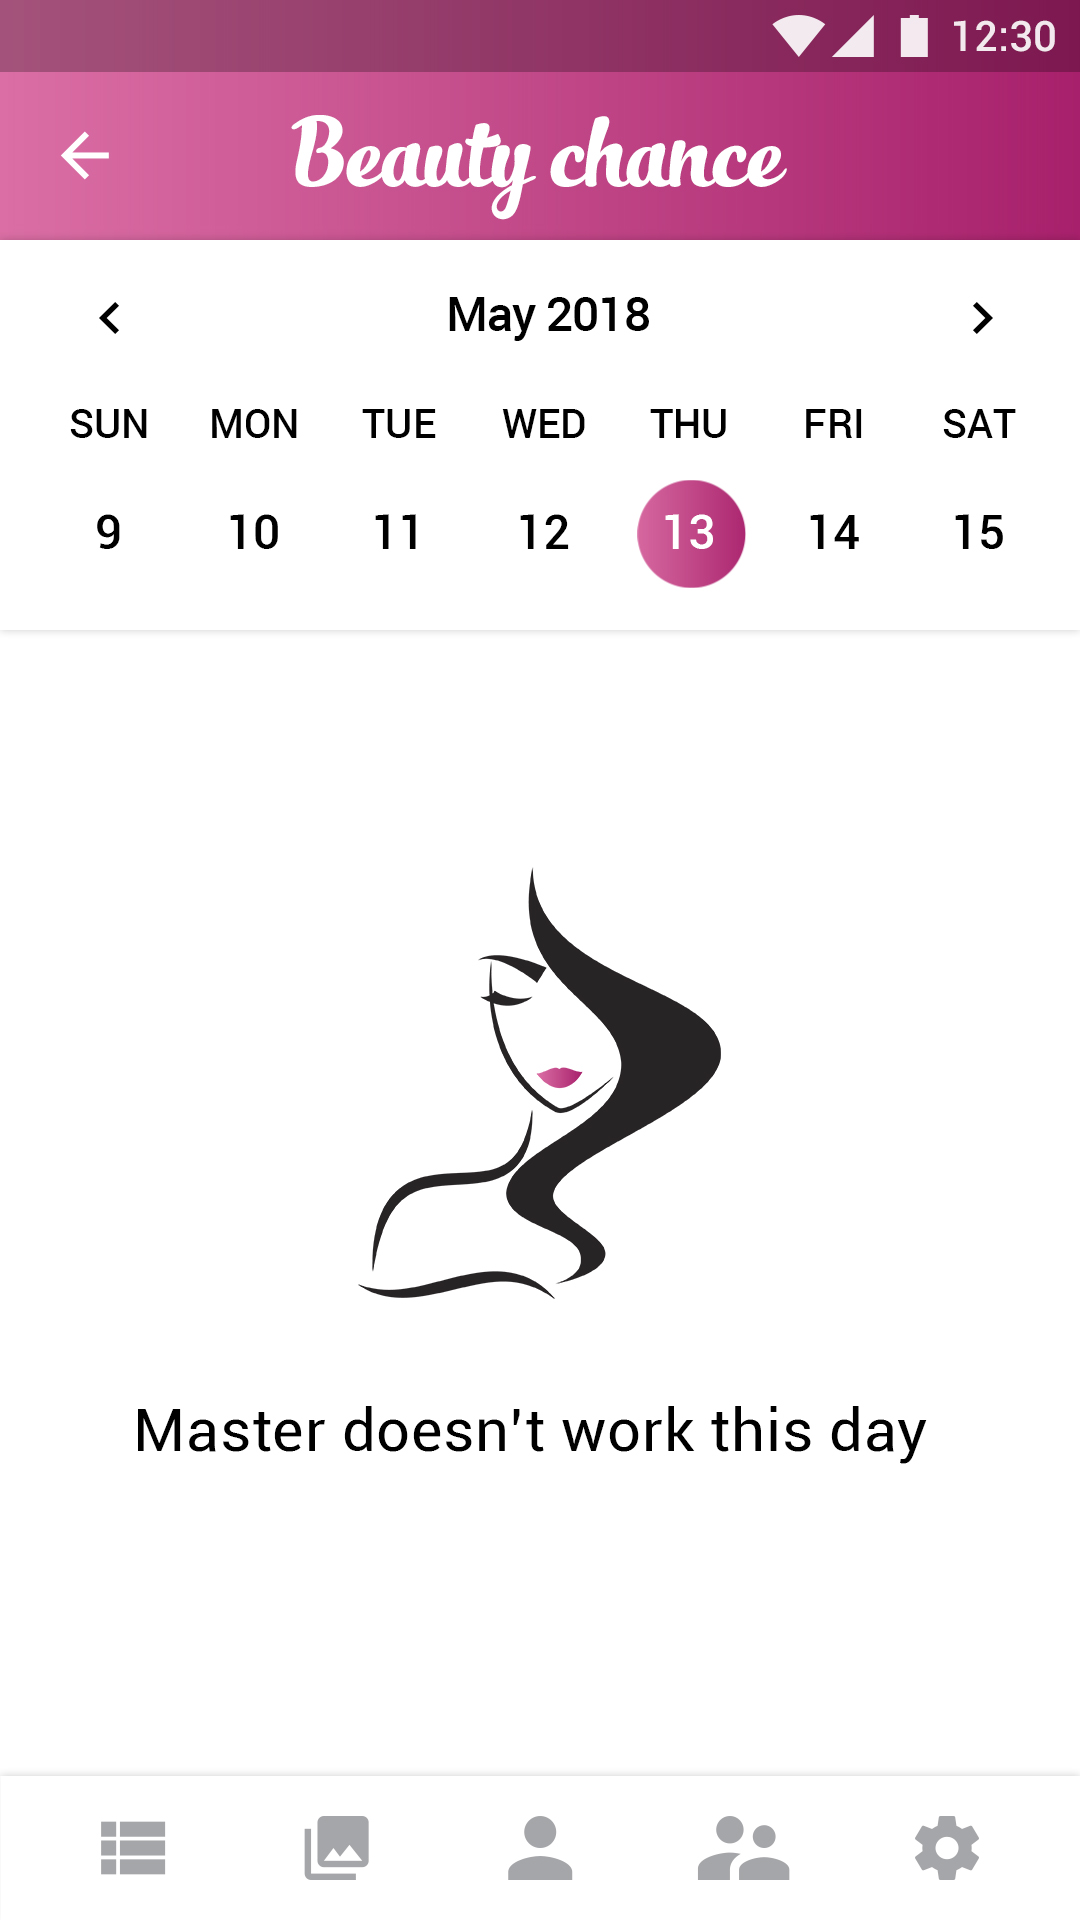 12:30
Beauty chance
May 2018
SUN MON TUE WED THU FRI SAT
9 10 11 12 13 14 15
Master doesn't work this day